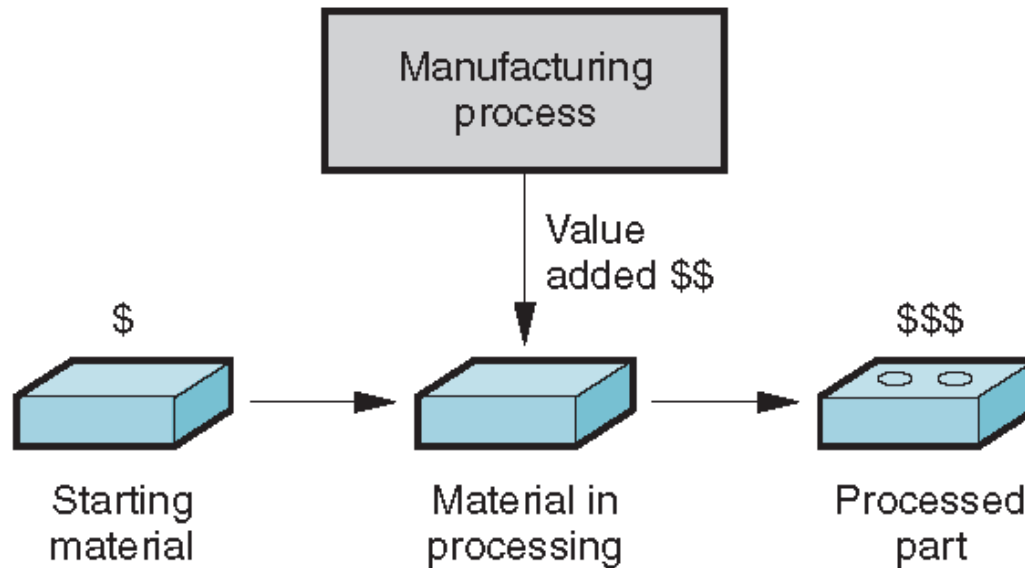 Manufacturing
process
Value
added $$
$
$$$
Starting
material
Material in
processing
Processed
part